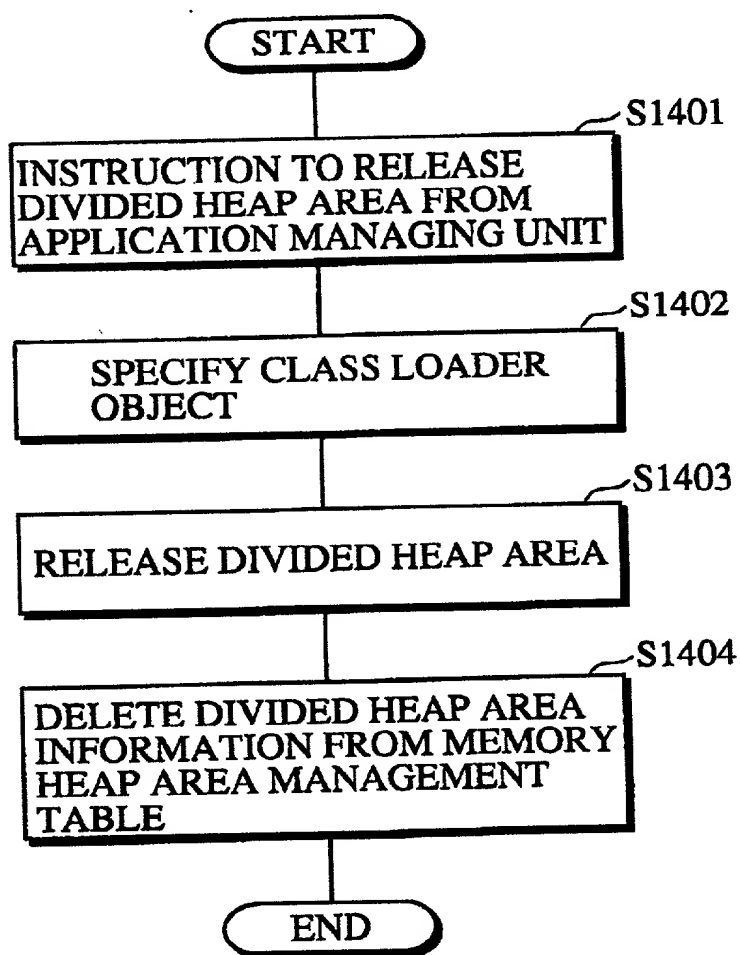 START
S1401
INSTRUCTION TO RELEASE
DIVIDED HEAP AREA FROM
APPLICATION MANAGING UNIT
S1402
SPECIFY CLASS LOADER
OBJECT
S1403
RELEASE DIVIDED HEAP AREA
S1404
DELETE DIVIDED HEAP AREA
INFORMATION FROM MEMORY
HEAP AREA MANAGEMENT
TABLE
END